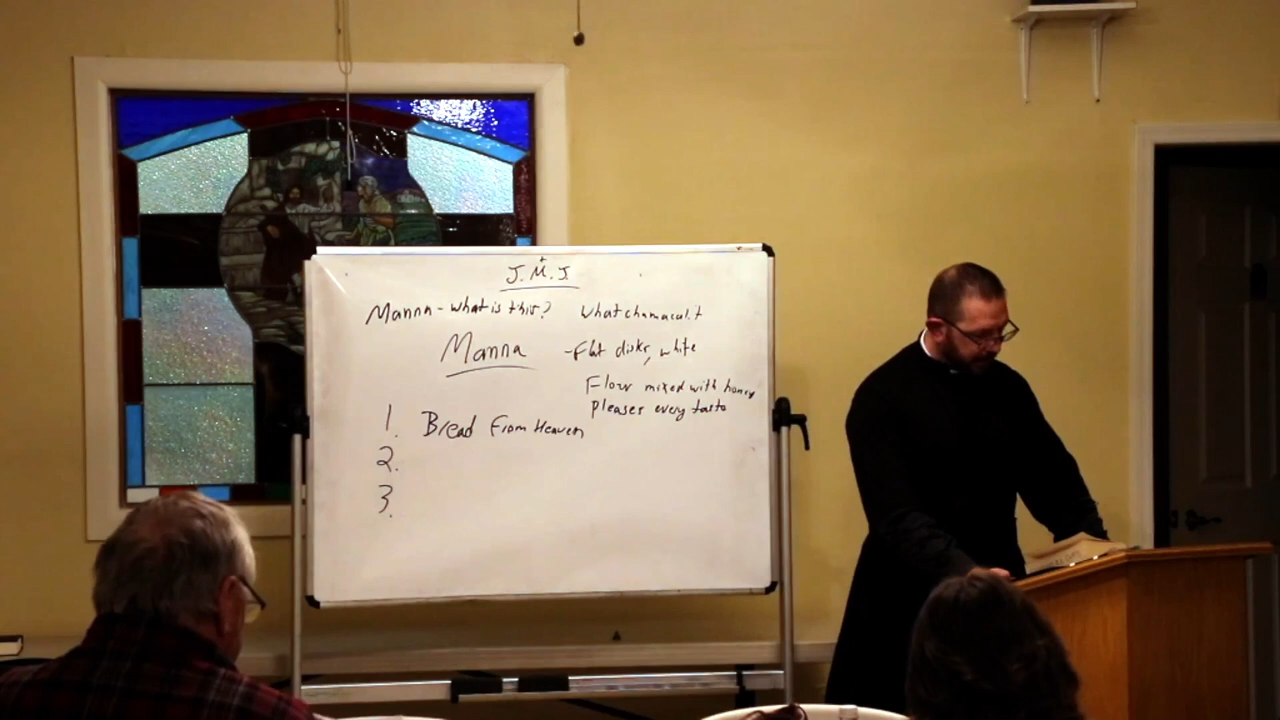 J.M.J.
Manna - what is this? whatchamacal.t
Manna - Flat disks, white
Flour mixed with honey
pleases every taste
1. Bread From Heaven
2.
3.